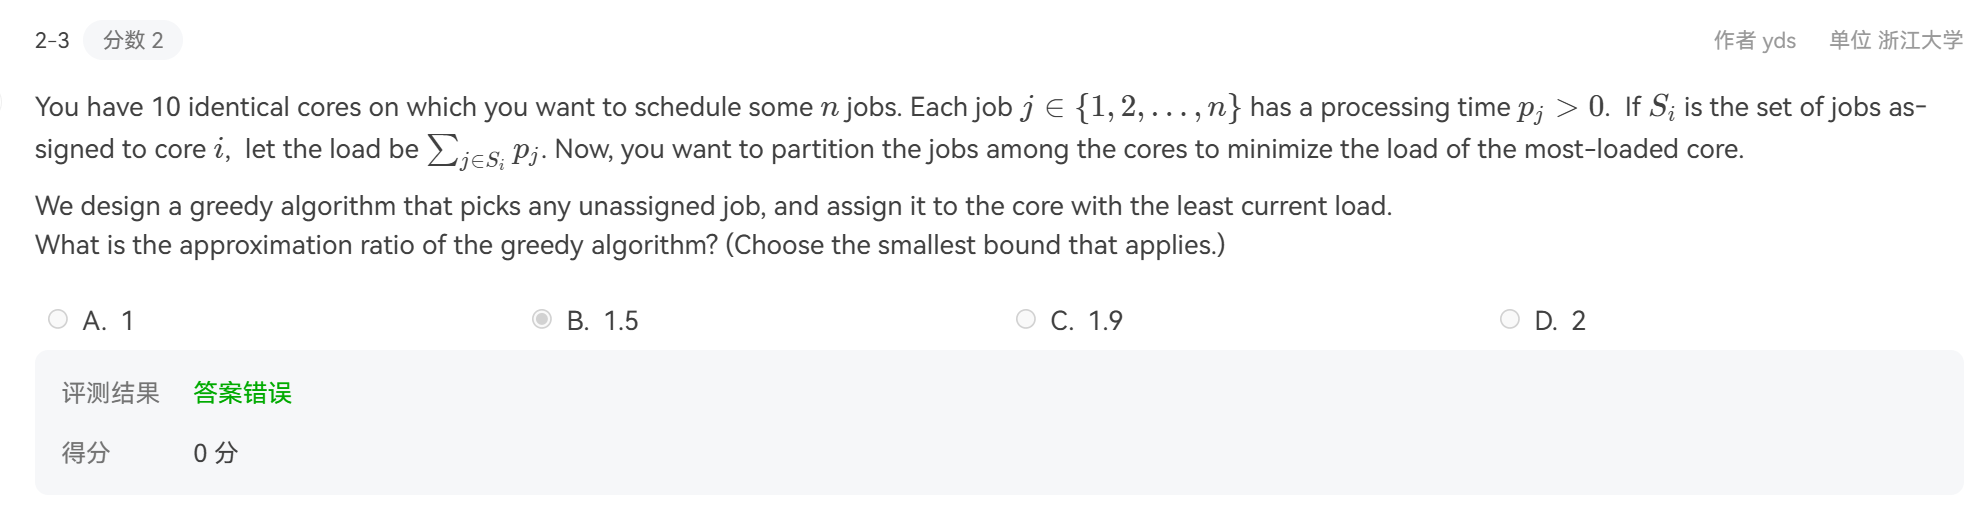 2-3 分数 2 作者 yds 单位 浙江大学
You have 10 identical cores on which you want to schedule some n jobs. Each job j ∈ {1, 2, . . . , n} has a processing time p_j > 0. If S_i is the set of jobs as-
signed to core i, let the load be ∑_{j∈S_i} p_j. Now, you want to partition the jobs among the cores to minimize the load of the most-loaded core.
We design a greedy algorithm that picks any unassigned job, and assign it to the core with the least current load.
What is the approximation ratio of the greedy algorithm? (Choose the smallest bound that applies.)
A. 1 B. 1.5 C. 1.9 D. 2
评测结果 答案错误
得分 0 分